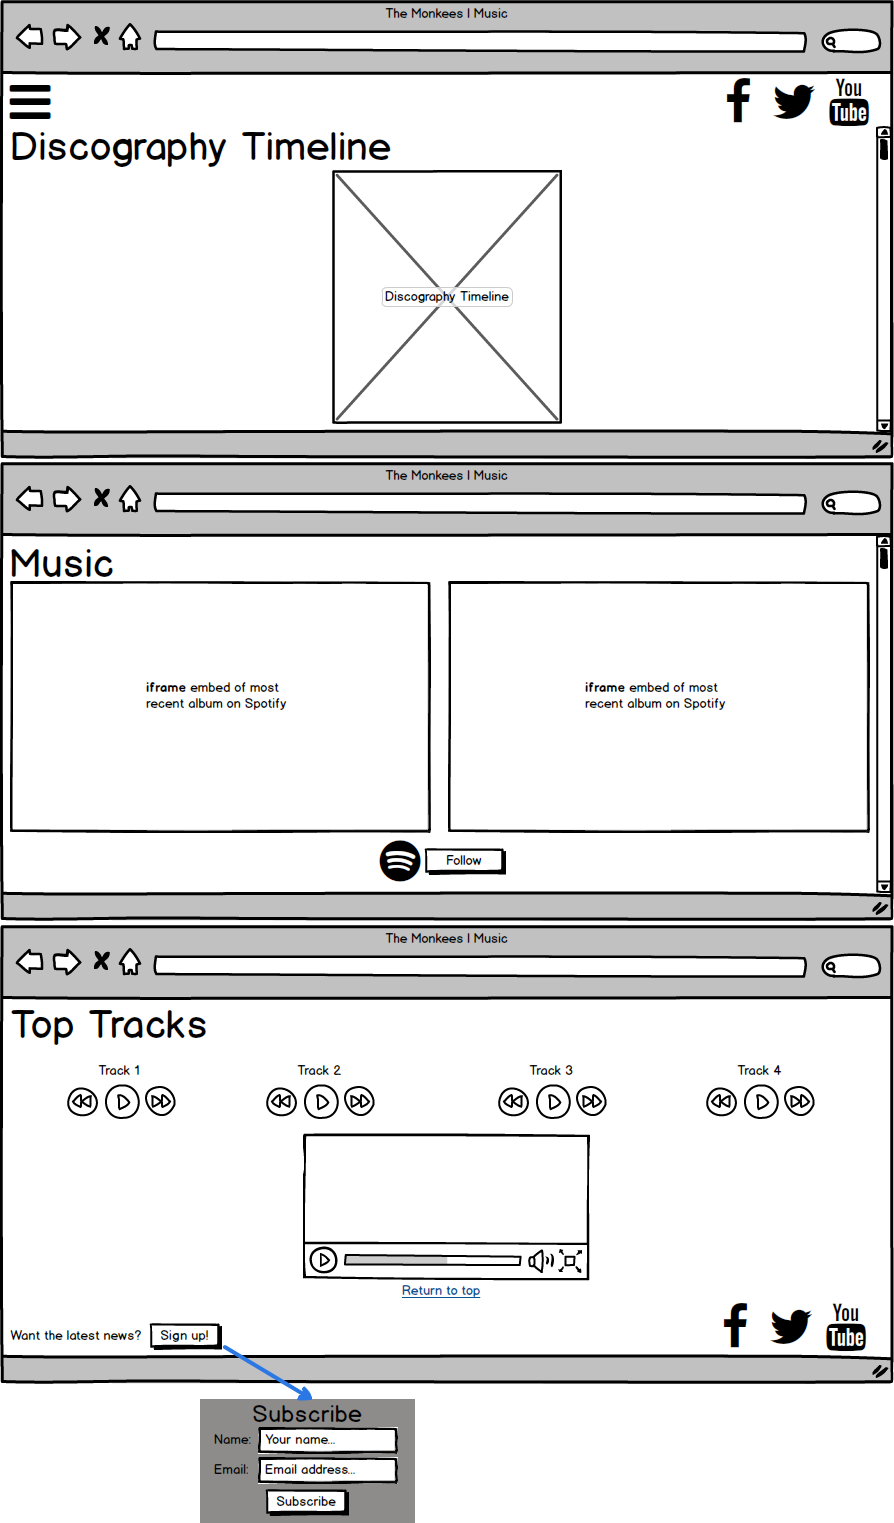 The Monkees | Music
You
Tube
Discography Timeline
Discography Timeline
The Monkees | Music
Music
iframe embed of most
recent album on Spotify
iframe embed of most
recent album on Spotify
Follow
The Monkees | Music
Top Tracks
Track 1
Track 2
Track 3
Track 4
Return to top
Want the latest news?
Sign up!
You
Tube
Subscribe
Name:
Your name...
Email:
Email address...
Subscribe